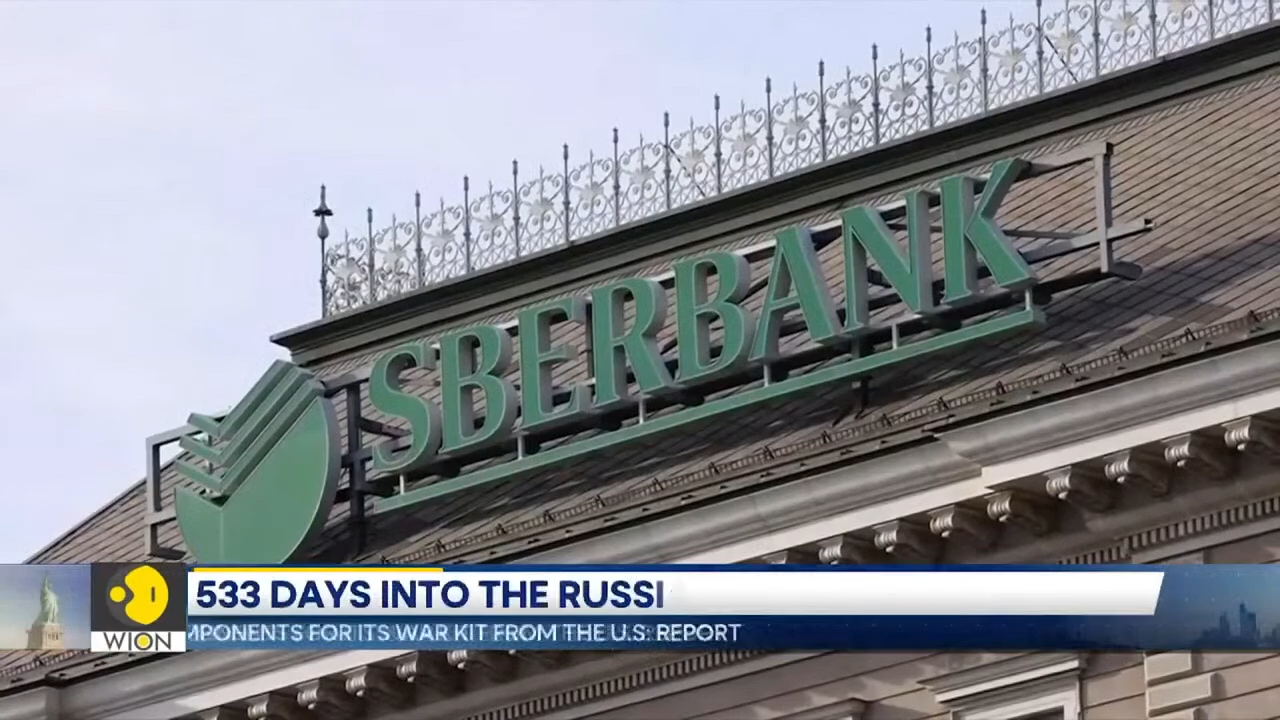 SBERBANK
533 DAYS INTO THE RUSSI
MPONENTS FOR ITS WAR KIT FROM THE U.S: REPORT
WION